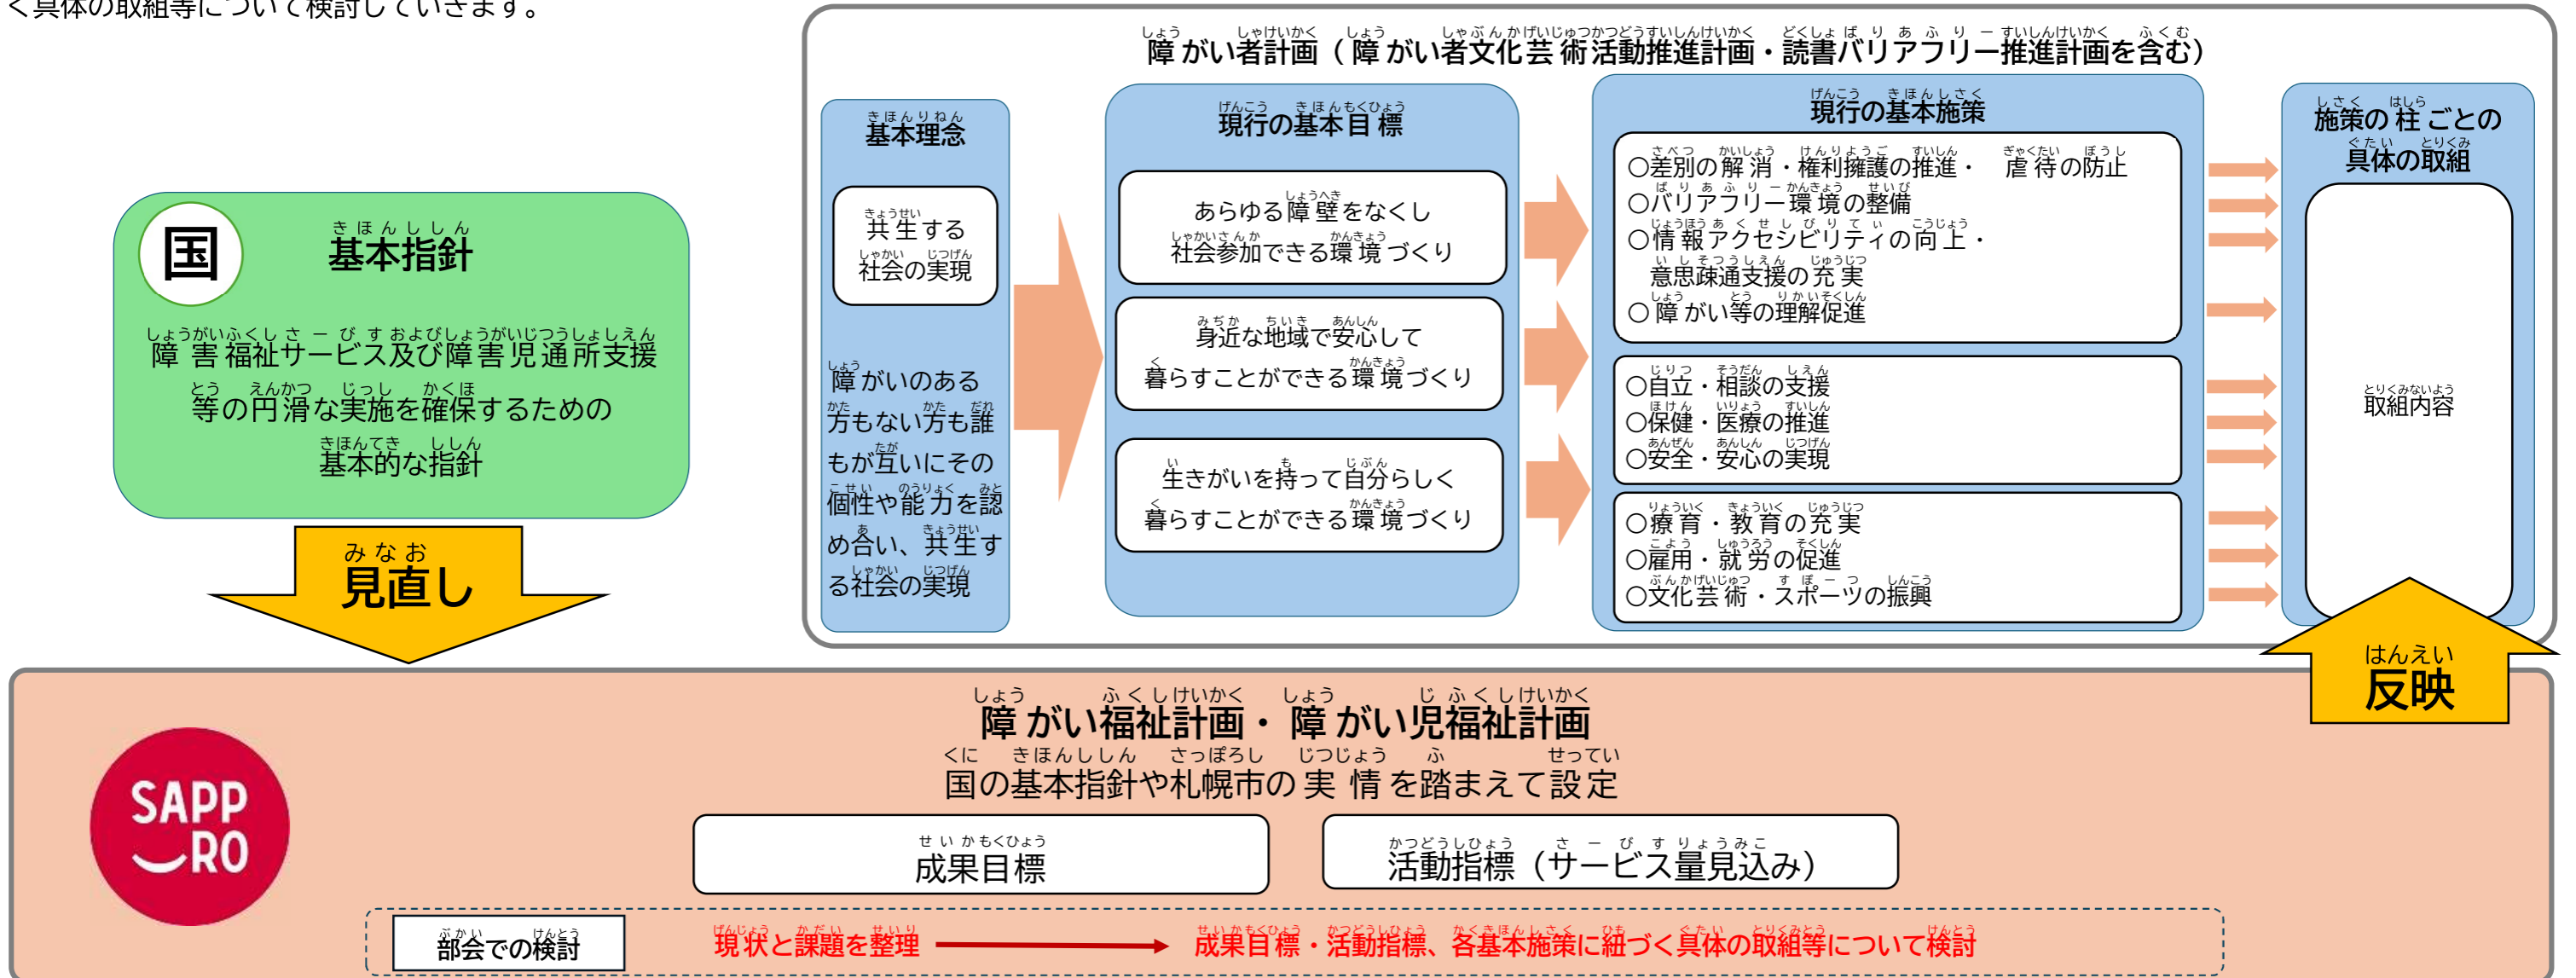 く具体の取組等について検討していきます。
障がい者計画（障がい者文化芸術活動推進計画・読書バリアフリー推進計画を含む）
基本理念
共生する
社会の実現
障がいのある
方もない方も誰
もが互いにその
個性や能力を認
め合い、共生す
る社会の実現
現行の基本目標
あらゆる障壁をなくし
社会参加できる環境づくり
身近な地域で安心して
暮らすことができる環境づくり
生きがいを持って自分らしく
暮らすことができる環境づくり
現行の基本施策
○差別の解消・権利擁護の推進・　虐待の防止
○バリアフリー環境の整備
○情報アクセシビリティの向上・
意思疎通支援の充実
○障がい等の理解促進
○自立・相談の支援
○保健・医療の推進
○安全・安心の実現
○療育・教育の充実
○雇用・就労の促進
○文化芸術・スポーツの振興
施策の柱ごとの
具体の取組
取組内容
国
基本指針
障害福祉サービス及び障害児通所支援
等の円滑な実施を確保するための
基本的な指針
見直し
反映
障がい福祉計画・障がい児福祉計画
国の基本指針や札幌市の実情を踏まえて設定
SAPP
RO
成果目標
活動指標（サービス量見込み）
部会での検討
現状と課題を整理
成果目標・活動指標、各基本施策に紐づく具体の取組等について検討